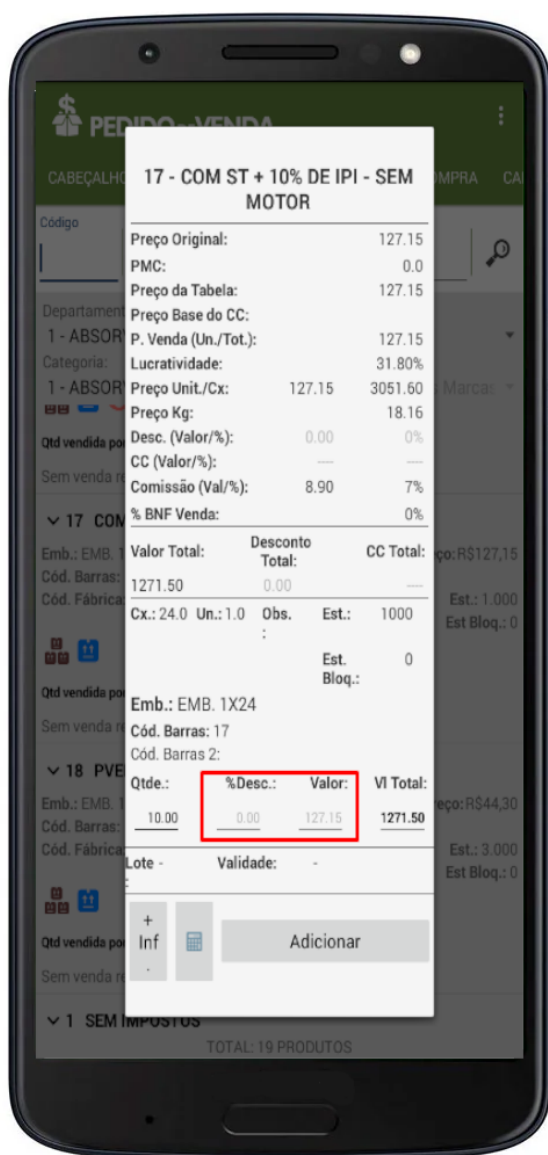 PEDIDO DE VENDA
CABEÇALHO
MPRA
CA
Código
17 - COM ST + 10% DE IPI - SEM
MOTOR
Preço Original: 127.15
PMC: 0.0
Preço da Tabela: 127.15
Preço Base do CC:
P. Venda (Un./Tot.): 127.15
Lucratividade: 31.80%
Preço Unit./Cx: 127.15 3051.60
Preço Kg: 18.16
Desc. (Valor/%): 0.00 0%
CC (Valor/%): ---- ----
Comissão (Val/%): 8.90 7%
% BNF Venda: 0%
Valor Total: Desconto Total: CC Total:
1271.50 0.00 ----
Cx.: 24.0 Un.: 1.0 Obs. : Est.: 1000
Est. Bloq.: 0
Emb.: EMB. 1X24
Cód. Barras: 17
Cód. Barras 2:
Qtde.: %Desc.: Valor: Vl Total:
10.00 0.00 127.15 1271.50
Lote - : Validade: -
+
Inf
.
Adicionar
Departament
1 - ABSOR
Categoria:
1 - ABSOR
Marcas
Qtd vendida po
Sem venda re
17 COM
Emb.: EMB. 1
ço: R$127,15
Cód. Barras:
Cód. Fábrica
Est.: 1.000
Est Bloq.: 0
Qtd vendida po
Sem venda re
18 PVE
Emb.: EMB. 1
reço: R$44,30
Cód. Barras:
Cód. Fábrica
Est.: 3.000
Est Bloq.: 0
Qtd vendida po
Sem venda re
1 SEM IMPOSTOS
TOTAL: 19 PRODUTOS